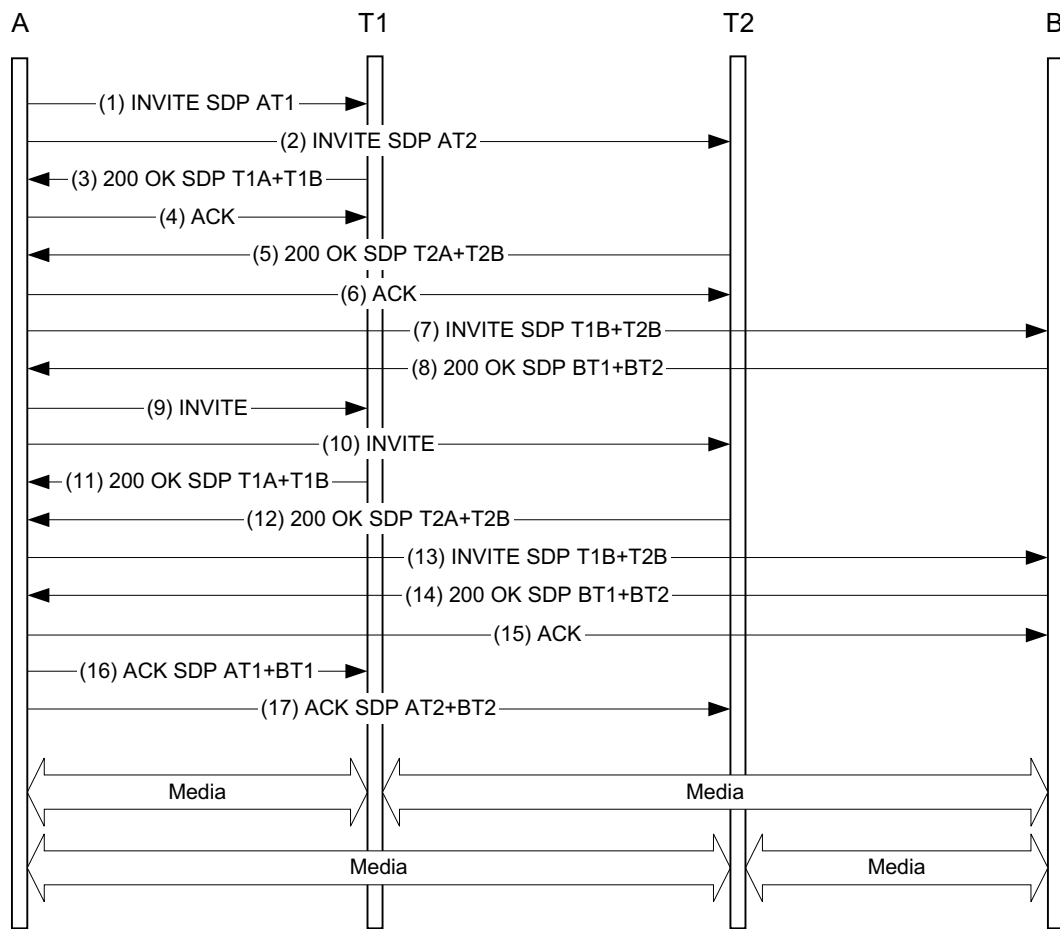 A
T1
T2
B
(1) INVITE SDP AT1
(2) INVITE SDP AT2
(3) 200 OK SDP T1A+T1B
(4) ACK
(5) 200 OK SDP T2A+T2B
(6) ACK
(7) INVITE SDP T1B+T2B
(8) 200 OK SDP BT1+BT2
(9) INVITE
(10) INVITE
(11) 200 OK SDP T1A+T1B
(12) 200 OK SDP T2A+T2B
(13) INVITE SDP T1B+T2B
(14) 200 OK SDP BT1+BT2
(15) ACK
(16) ACK SDP AT1+BT1
(17) ACK SDP AT2+BT2
Media
Media
Media
Media